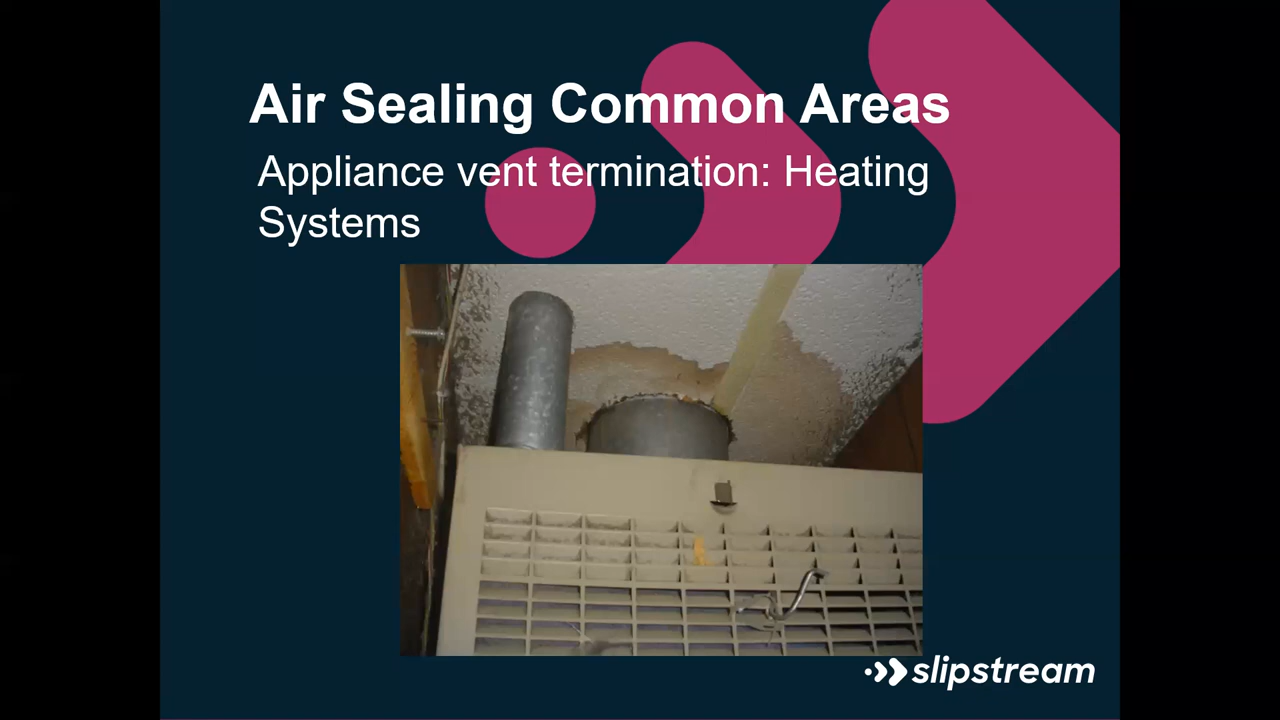 Air Sealing Common Areas
Appliance vent termination: Heating
Systems
slipstream